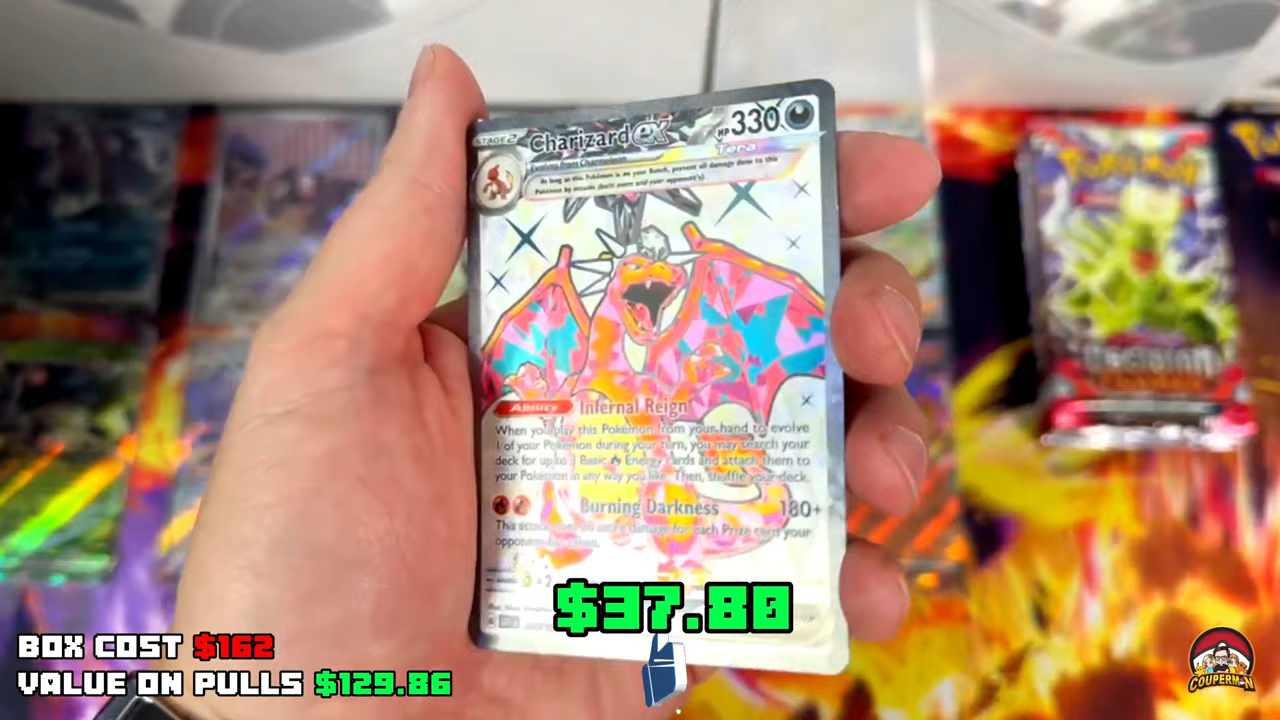 STAGE 2 Charizard ex HP 330
Evolves from Charmeleon
Tera
As long as this Pokémon is on your Bench, prevent all damage done to this
Pokémon by attacks (both yours and your opponent's).
Ability Infernal Reign
When you play this Pokémon from your hand to evolve
1 of your Pokémon during your turn, you may search your
deck for up to 3 Basic Energy cards and attach them to
your Pokémon in any way you like. Then, shuffle your deck.
Burning Darkness 180+
This attack does more damage for each Prize card your
opponent has taken.
× 2
$37.80
BOX COST $162
VALUE ON PULLS $129.86
POKÉMON
COUPERMON